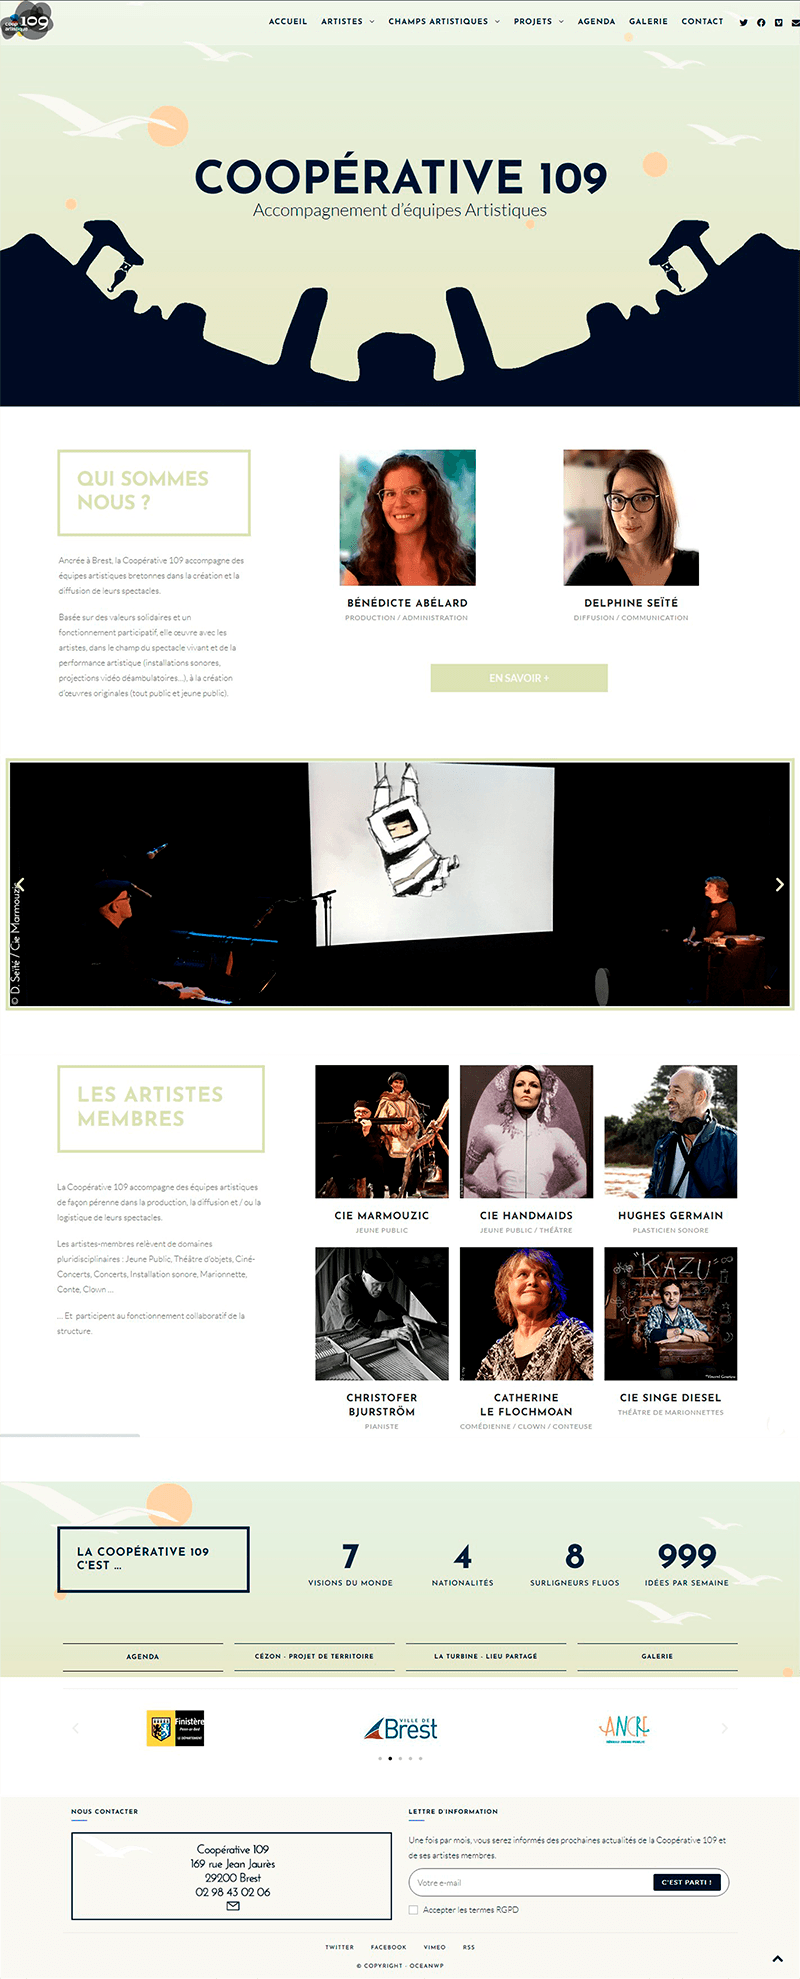 coop 109
artistique
ACCUEIL ARTISTES CHAMPS ARTISTIQUES PROJETS AGENDA GALERIE CONTACT
COOPÉRATIVE 109
Accompagnement d'équipes Artistiques
QUI SOMMES
NOUS ?
Ancrée à Brest, la Coopérative 109 accompagne des
équipes artistiques bretonnes dans la création et la
diffusion de leurs spectacles.
Basée sur des valeurs solidaires et un
fonctionnement participatif, elle œuvre avec les
artistes, dans le champ du spectacle vivant et de la
performance artistique (installations sonores,
projections vidéo déambulatoires...), à la création
d'œuvres originales (tout public et jeune public).
BÉNÉDICTE ABÉLARD
PRODUCTION / ADMINISTRATION
DELPHINE SEÏTÉ
DIFFUSION / COMMUNICATION
EN SAVOIR +
© D. Seïté / Cie Marmouzic
LES ARTISTES
MEMBRES
La Coopérative 109 accompagne des équipes artistiques
de façon pérenne dans la production, la diffusion et / ou la
logistique de leurs spectacles.
Les artistes-membres relèvent de domaines
pluridisciplinaires : Jeune Public, Théâtre d'objets, Ciné-
Concerts, Concerts, Installation sonore, Marionnette,
Conte, Clown ...
... Et participent au fonctionnement collaboratif de la
structure.
CIE MARMOUZIC
JEUNE PUBLIC
CIE HANDMAIDS
JEUNE PUBLIC / THÉÂTRE
HUGHES GERMAIN
PLASTICIEN SONORE
"KAZU"
CHRISTOFER
BJURSTRÖM
PIANISTE
CATHERINE
LE FLOCHMOAN
COMÉDIENNE / CLOWN / CONTEUSE
CIE SINGE DIESEL
THÉÂTRE DE MARIONNETTES
LA COOPÉRATIVE 109
C'EST ...
7
VISIONS DU MONDE
4
NATIONALITÉS
8
SURLIGNEURS FLUOS
999
IDÉES PAR SEMAINE
AGENDA
CÉZON - PROJET DE TERRITOIRE
LA TURBINE - LIEU PARTAGÉ
GALERIE
Finistère
Penn-ar-Bed
LE DÉPARTEMENT
VILLE DE
Brest
ANCRE
NOUS CONTACTER
Coopérative 109
169 rue Jean Jaurès
29200 Brest
02 98 43 02 06
LETTRE D'INFORMATION
Une fois par mois, vous serez informés des prochaines actualités de la Coopérative 109 et
de ses artistes membres.
Votre e-mail
C'EST PARTI !
Accepter les termes RGPD
TWITTER FACEBOOK VIMEO RSS
© COPYRIGHT - OCEANWP